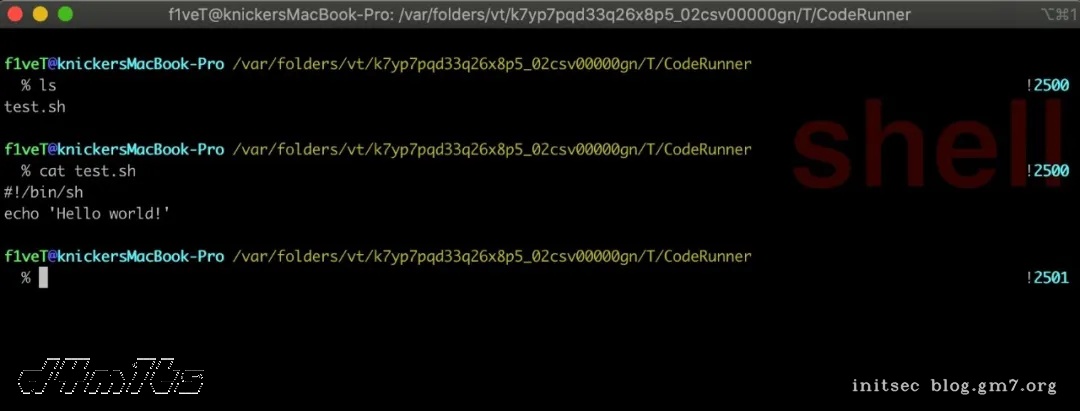 f1veT@knickersMacBook-Pro: /var/folders/vt/k7yp7pqd33q26x8p5_02csv00000gn/T/CodeRunner ⌥⌘1
f1veT@knickersMacBook-Pro /var/folders/vt/k7yp7pqd33q26x8p5_02csv00000gn/T/CodeRunner
% ls !2500
test.sh
shell
f1veT@knickersMacBook-Pro /var/folders/vt/k7yp7pqd33q26x8p5_02csv00000gn/T/CodeRunner
% cat test.sh !2500
#!/bin/sh
echo 'Hello world!'
f1veT@knickersMacBook-Pro /var/folders/vt/k7yp7pqd33q26x8p5_02csv00000gn/T/CodeRunner
% !2501
d4m1ts
initsec blog.gm7.org